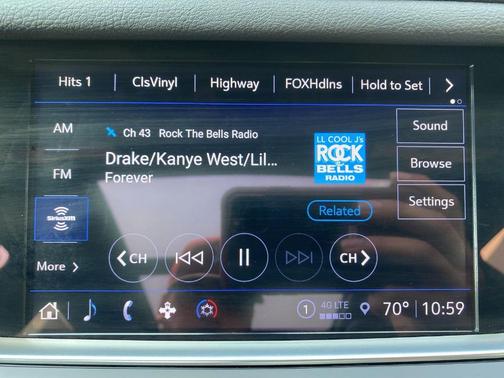 Hits 1 ClsVinyl Highway FOXHdlns Hold to Set
AM
Ch 43 Rock The Bells Radio
Drake/Kanye West/Lil...
Forever
LL COOL J's
ROCK
THE BELLS
RADIO
Sound
FM
Browse
SiriusXM
Related
Settings
More
CH
CH
1 4G LTE 70° 10:59